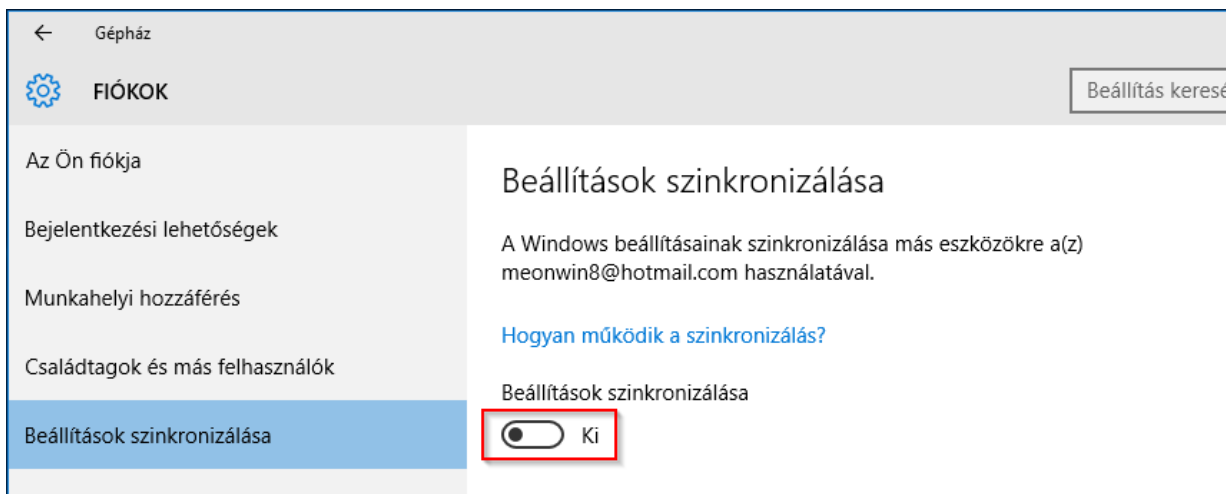 Gépház
FIÓKOK
Beállítás keresé
Az Ön fiókja
Bejelentkezési lehetőségek
Munkahelyi hozzáférés
Családtagok és más felhasználók
Beállítások szinkronizálása
Beállítások szinkronizálása
A Windows beállításainak szinkronizálása más eszközökre a(z)
meonwin8@hotmail.com használatával.
Hogyan működik a szinkronizálás?
Beállítások szinkronizálása
Ki